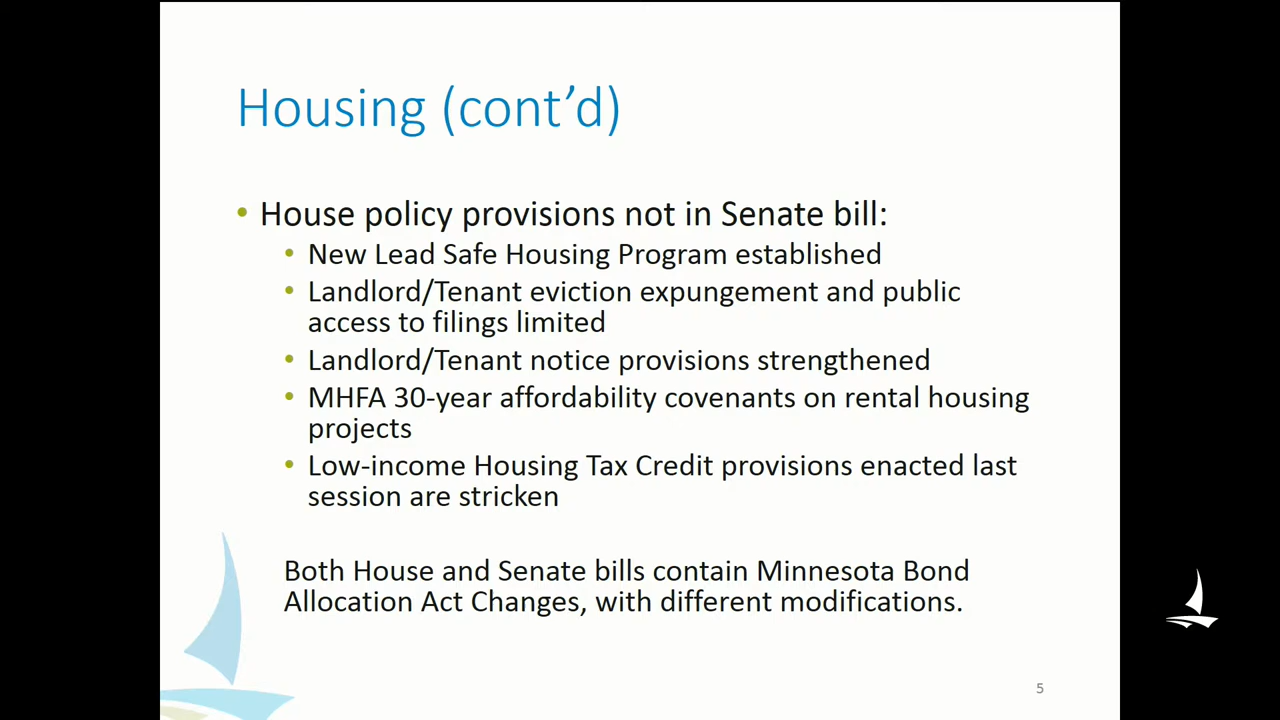 Housing (cont’d)
• House policy provisions not in Senate bill:
• New Lead Safe Housing Program established
• Landlord/Tenant eviction expungement and public
access to filings limited
• Landlord/Tenant notice provisions strengthened
• MHFA 30-year affordability covenants on rental housing
projects
• Low-income Housing Tax Credit provisions enacted last
session are stricken
Both House and Senate bills contain Minnesota Bond
Allocation Act Changes, with different modifications.
5